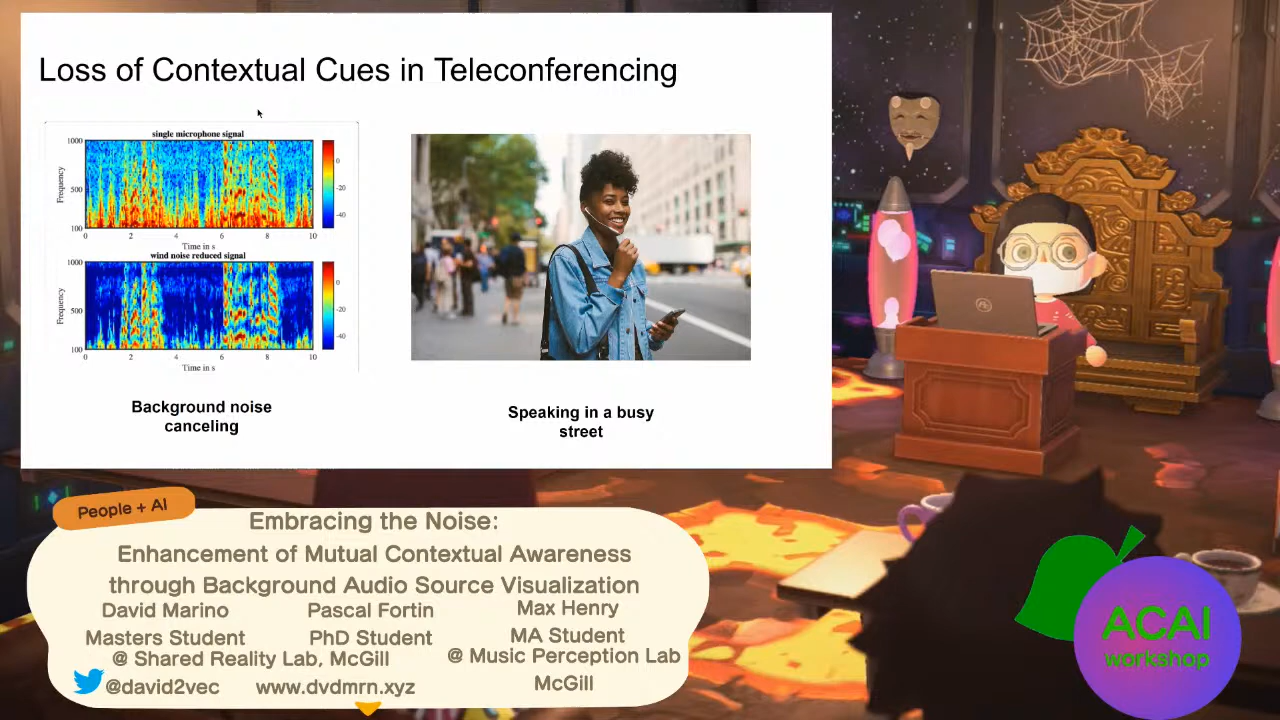 Loss of Contextual Cues in Teleconferencing
single microphone signal
1000
500
100
Frequency
0 2 4 6 8 10
Time in s
0
-20
-40
wind noise reduced signal
1000
500
100
Frequency
0 2 4 6 8 10
Time in s
0
-20
-40
Background noise
canceling
Speaking in a busy
street
People + AI
Embracing the Noise:
Enhancement of Mutual Contextual Awareness
through Background Audio Source Visualization
David Marino Pascal Fortin Max Henry
Masters Student PhD Student MA Student
@ Shared Reality Lab, McGill @ Music Perception Lab
@david2vec www.dvdmrn.xyz McGill
ACAI
workshop